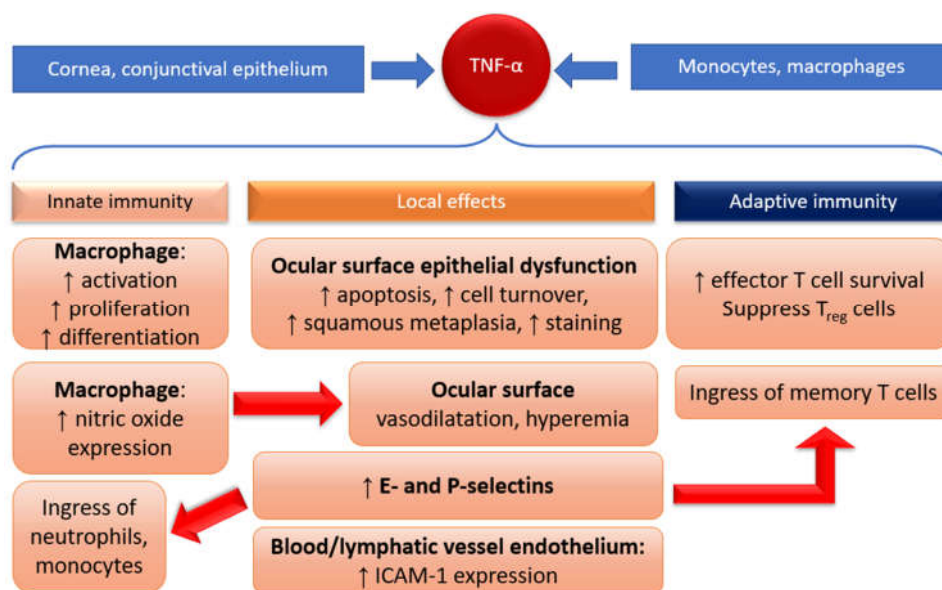 Cornea, conjunctival epithelium
TNF-α
Monocytes, macrophages
Innate immunity
Local effects
Adaptive immunity
Macrophage:
↑ activation
↑ proliferation
↑ differentiation
Ocular surface epithelial dysfunction
↑ apoptosis, ↑ cell turnover,
↑ squamous metaplasia, ↑ staining
↑ effector T cell survival
Suppress Treg cells
Macrophage:
↑ nitric oxide
expression
Ocular surface
vasodilatation, hyperemia
Ingress of memory T cells
↑ E- and P-selectins
Ingress of
neutrophils,
monocytes
Blood/lymphatic vessel endothelium:
↑ ICAM-1 expression